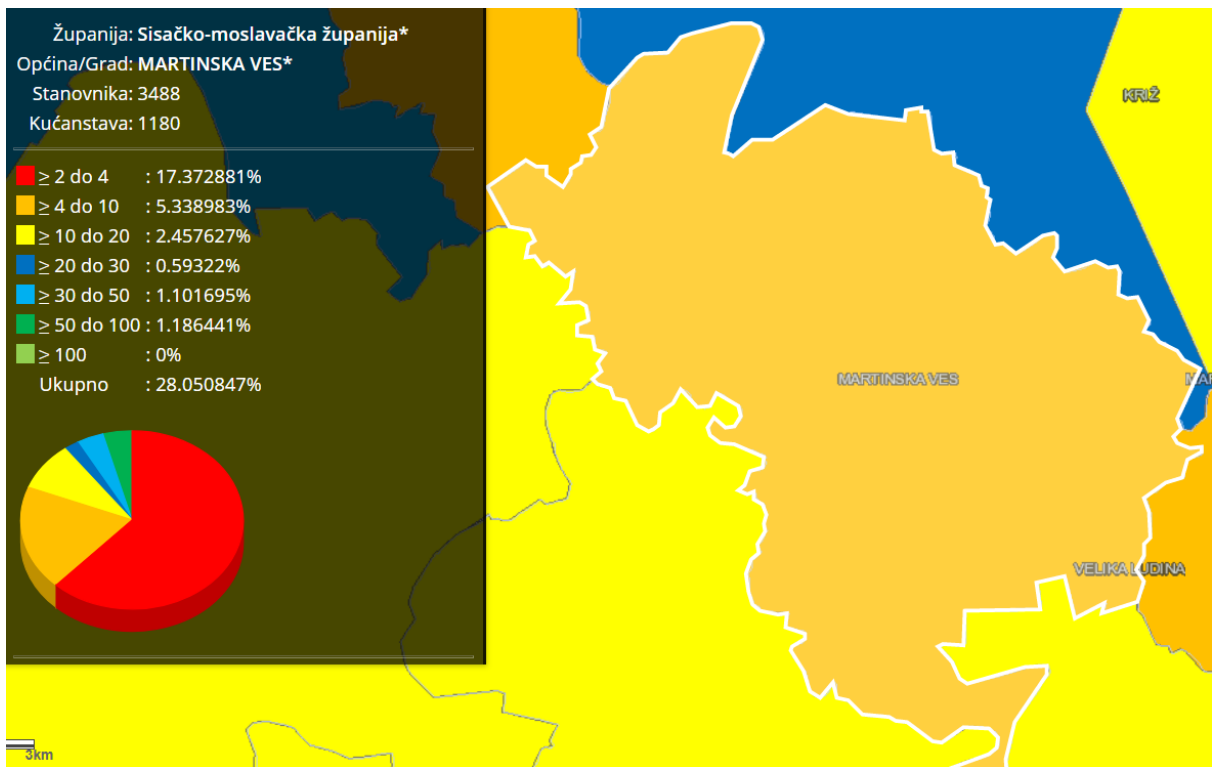 Županija: Sisačko-moslavačka županija*
Općina/Grad: MARTINSKA VES*
Stanovnika: 3488
Kućanstava: 1180
≥ 2 do 4 : 17.372881%
≥ 4 do 10 : 5.338983%
≥ 10 do 20 : 2.457627%
≥ 20 do 30 : 0.59322%
≥ 30 do 50 : 1.101695%
≥ 50 do 100 : 1.186441%
≥ 100 : 0%
Ukupno : 28.050847%
KRIŽ
MARTINSKA VES
MAR
VELIKA LUDINA
3km